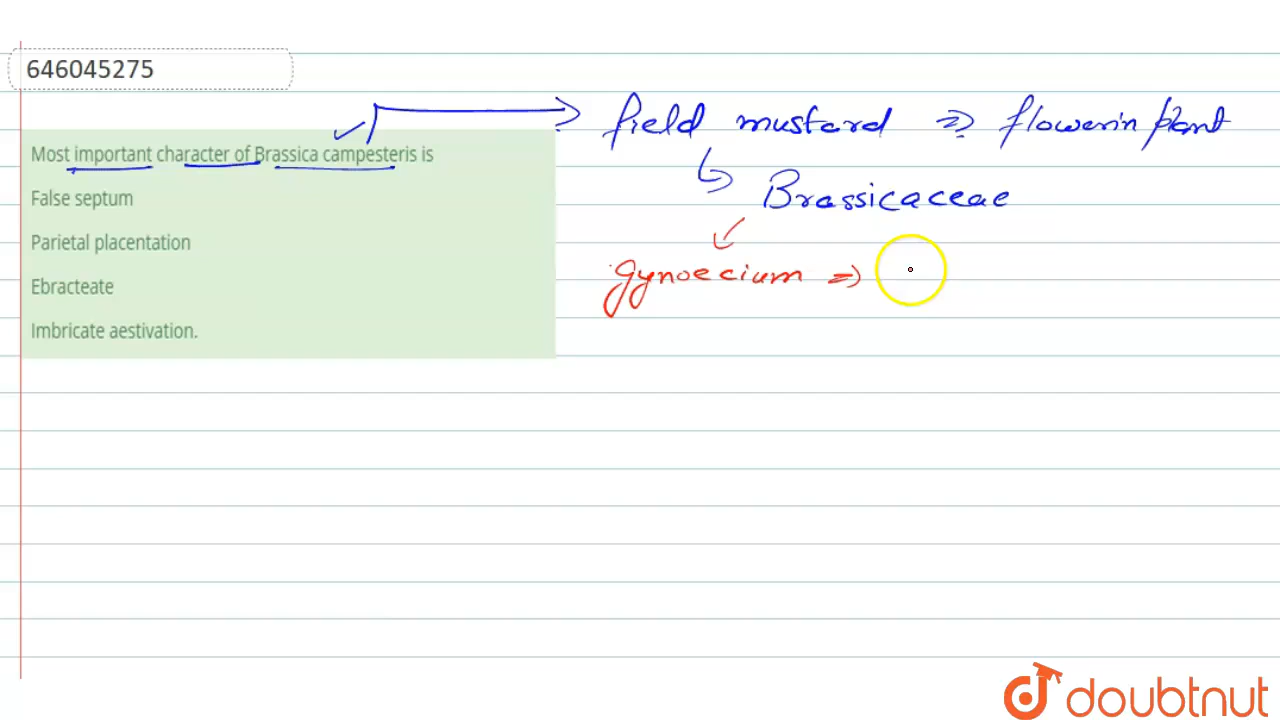 646045275
field mustard ⇒ flowerin plant
Most important character of Brassica campesteris is
False septum
Brassicaceae
Parietal placentation
gynoecium ⇒
Ebracteate
Imbricate aestivation.
doubtnut